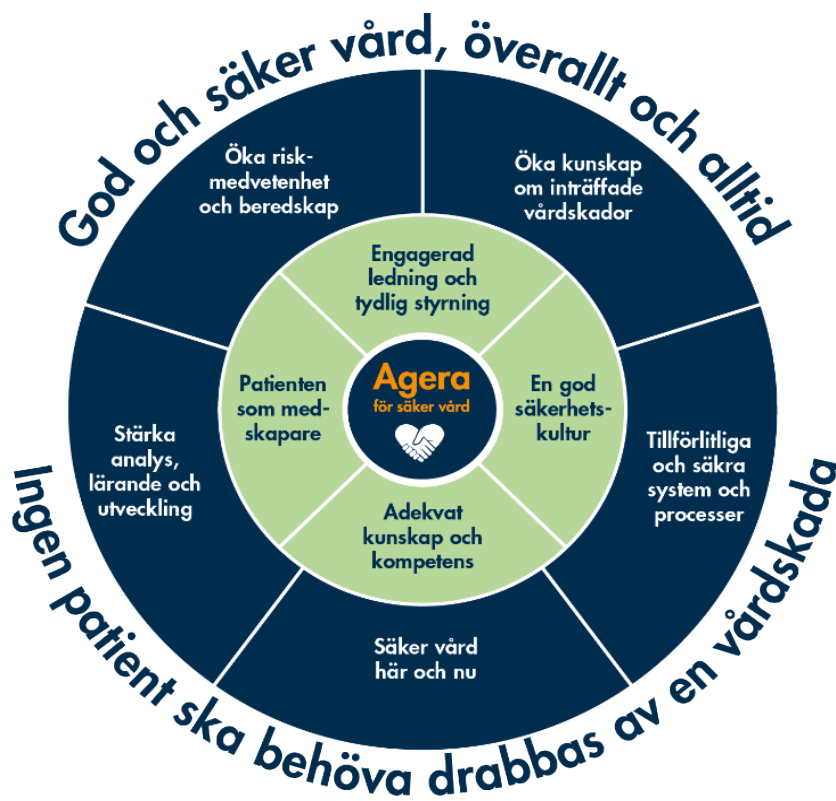 God och säker vård, överallt och alltid
Öka risk-
medvetenhet
och beredskap
Öka kunskap
om inträffade
vårdskador
Engagerad
ledning och
tydlig styrning
Patienten
som med-
skapare
Agera
för säker vård
En god
säkerhets-
kultur
Stärka
analys,
lärande och
utveckling
Tillförlitliga
och säkra
system och
processer
Adekvat
kunskap och
kompetens
Säker vård
här och nu
Ingen patient ska behöva drabbas av en vårdskada